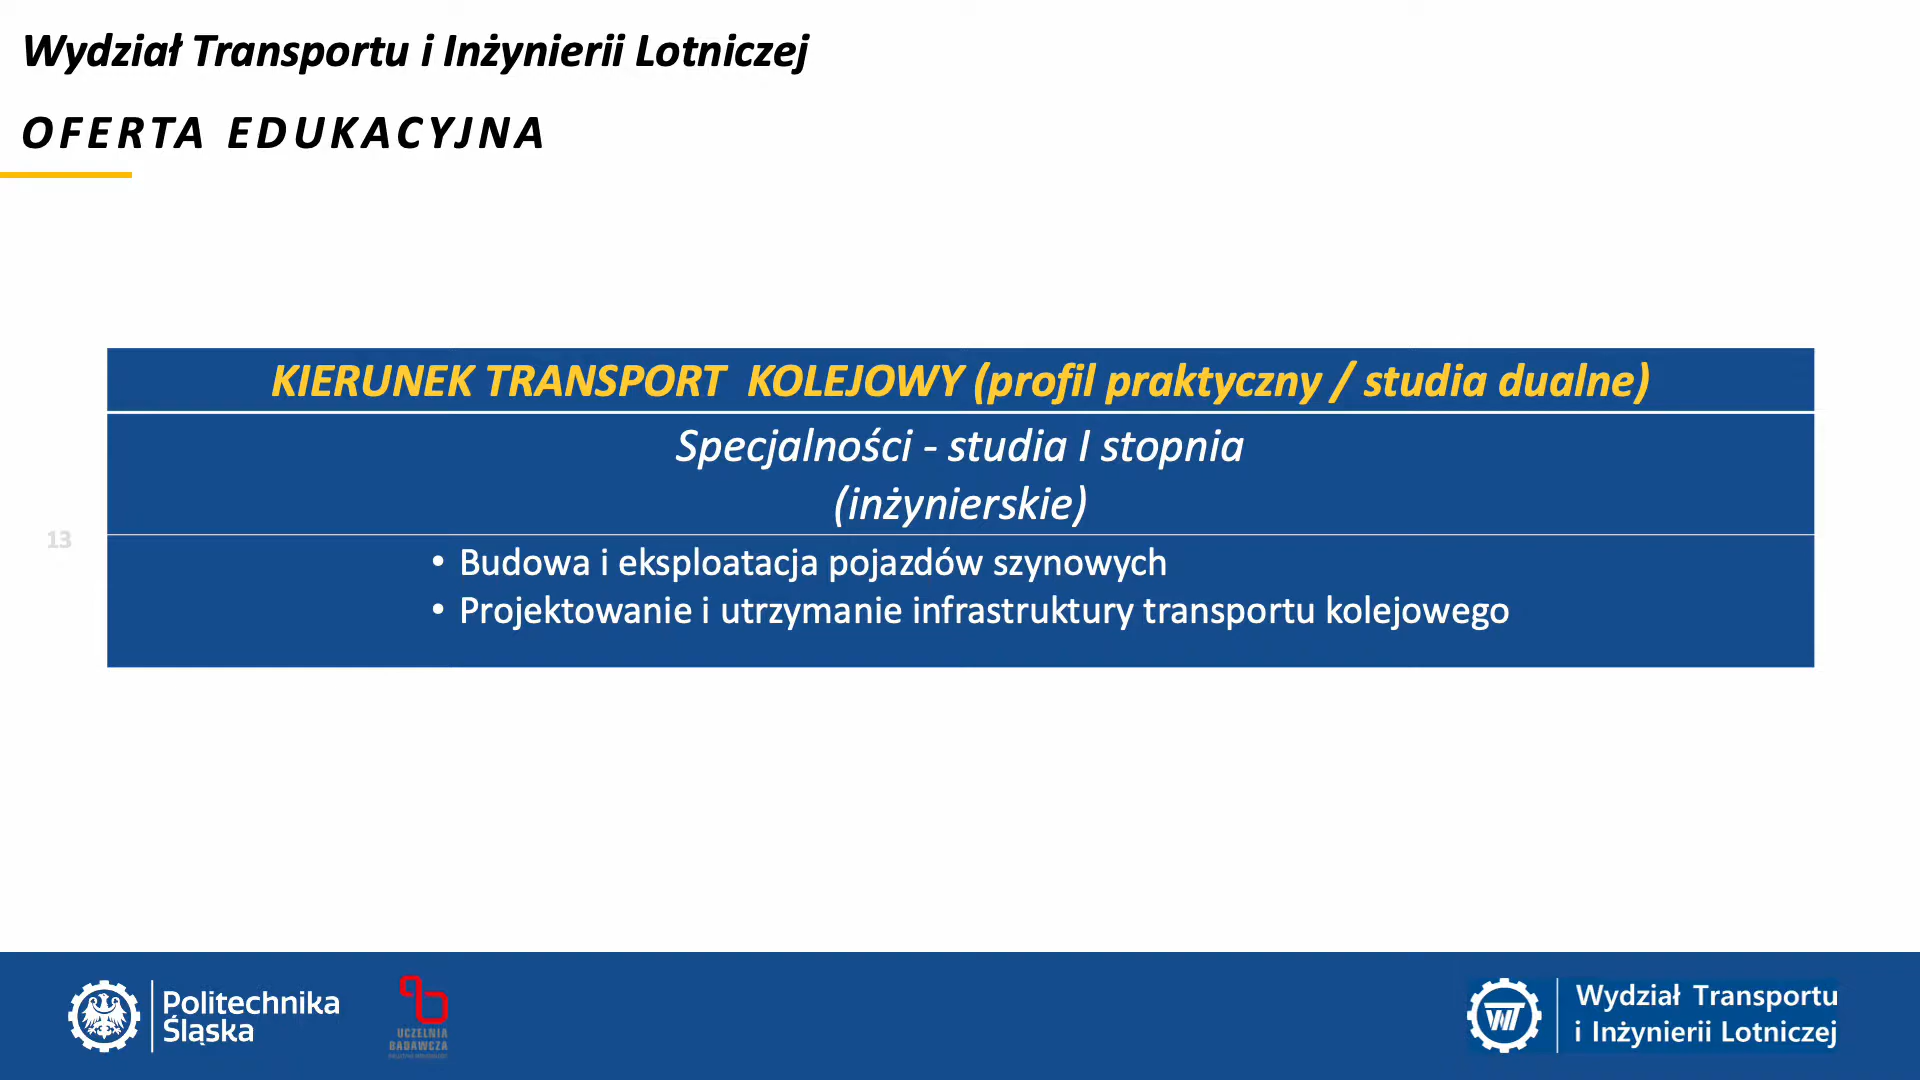 Wydział Transportu i Inżynierii Lotniczej
OFERTA EDUKACYJNA
KIERUNEK TRANSPORT KOLEJOWY (profil praktyczny / studia dualne)
Specjalności - studia I stopnia
(inżynierskie)
13
• Budowa i eksploatacja pojazdów szynowych
• Projektowanie i utrzymanie infrastruktury transportu kolejowego
Politechnika
Śląska
UCZELNIA
BADAWCZA
WT
Wydział Transportu
i Inżynierii Lotniczej